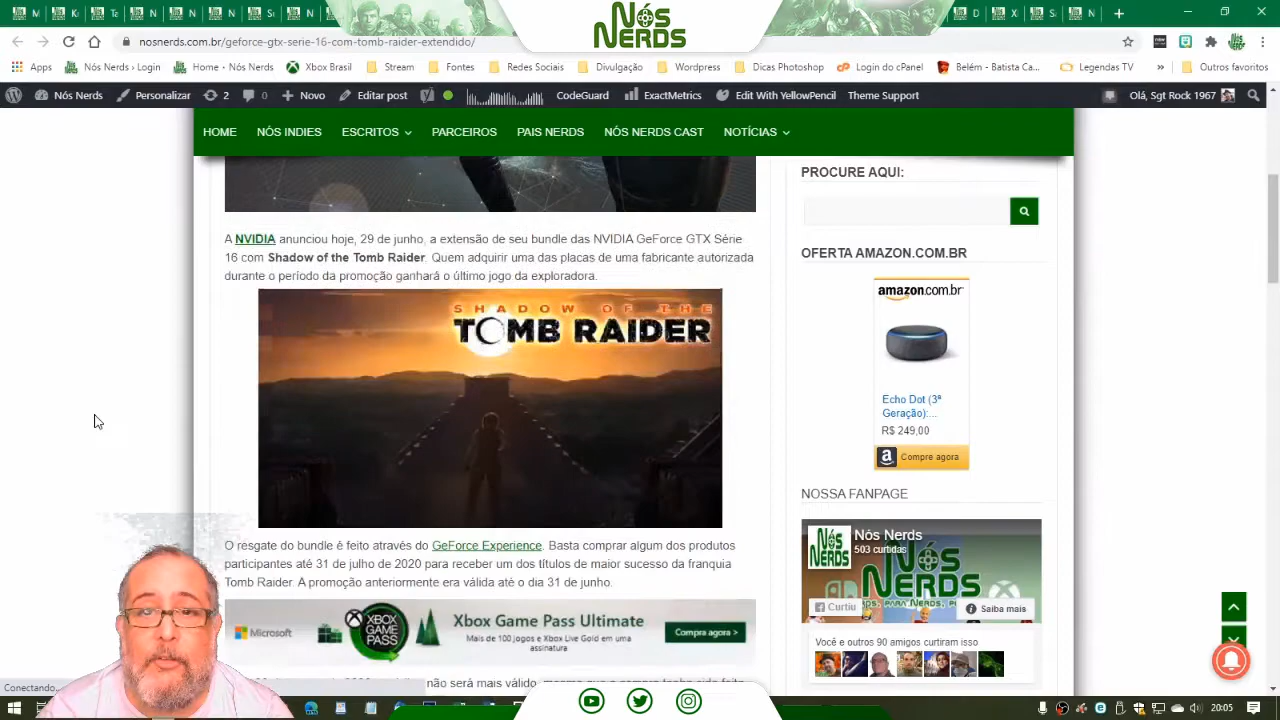 Nós
Nerds
nosnerds.com.br/geforce-gtx-serie-16-com-tomb-raider-extendido/
Apps
Nós Nerds › Login
Home - Nós Nerds
Xbox Brasil
Stream
Fontes
Redes Sociais
Divulgação
Wordpress
Dicas Photoshop
Login do cPanel
Belém - Batista Ca...
Legendas TV
»
Outros favoritos
Nós Nerds
Personalizar
2
0
Novo
Editar post
CodeGuard
ExactMetrics
Edit With YellowPencil
Theme Support
Olá, Sgt Rock 1967
HOME
NÓS INDIES
ESCRITOS
PARCEIROS
PAIS NERDS
NÓS NERDS CAST
NOTÍCIAS
A NVIDIA anunciou hoje, 29 de junho, a extensão de seu bundle das NVIDIA GeForce GTX Série
16 com Shadow of the Tomb Raider. Quem adquirir uma das placas de uma fabricante autorizada
durante o período da promoção ganhará o último jogo da exploradora.
SHADOW OF THE
TOMB RAIDER
resgate do bundle é feito através do GeForce Experience. Basta comprar algum dos produtos
icipantes até 31 de julho de 2020 para receber um dos títulos de maior sucesso da franquia
Tomb Raider. A promoção anteriormente era válida até o dia 31 de junho.
Microsoft
XBOX
GAME
PASS
Xbox Game Pass Ultimate
Mais de 100 jogos e Xbox Live Gold em uma
assinatura
Compra agora >
não será mais válido
PROCURE AQUI:
OFERTA AMAZON.COM.BR
amazon.com.br
Echo Dot (3ª
Geração):...
R$ 249,00
Compre agora
NOSSA FANPAGE
Nós
NERDS
Nós Nerds
503 curtidas
Nós
Nerds
Curtiu
Saiba mais
Você e outros 90 amigos curtiram isso
Conectando...
20:05